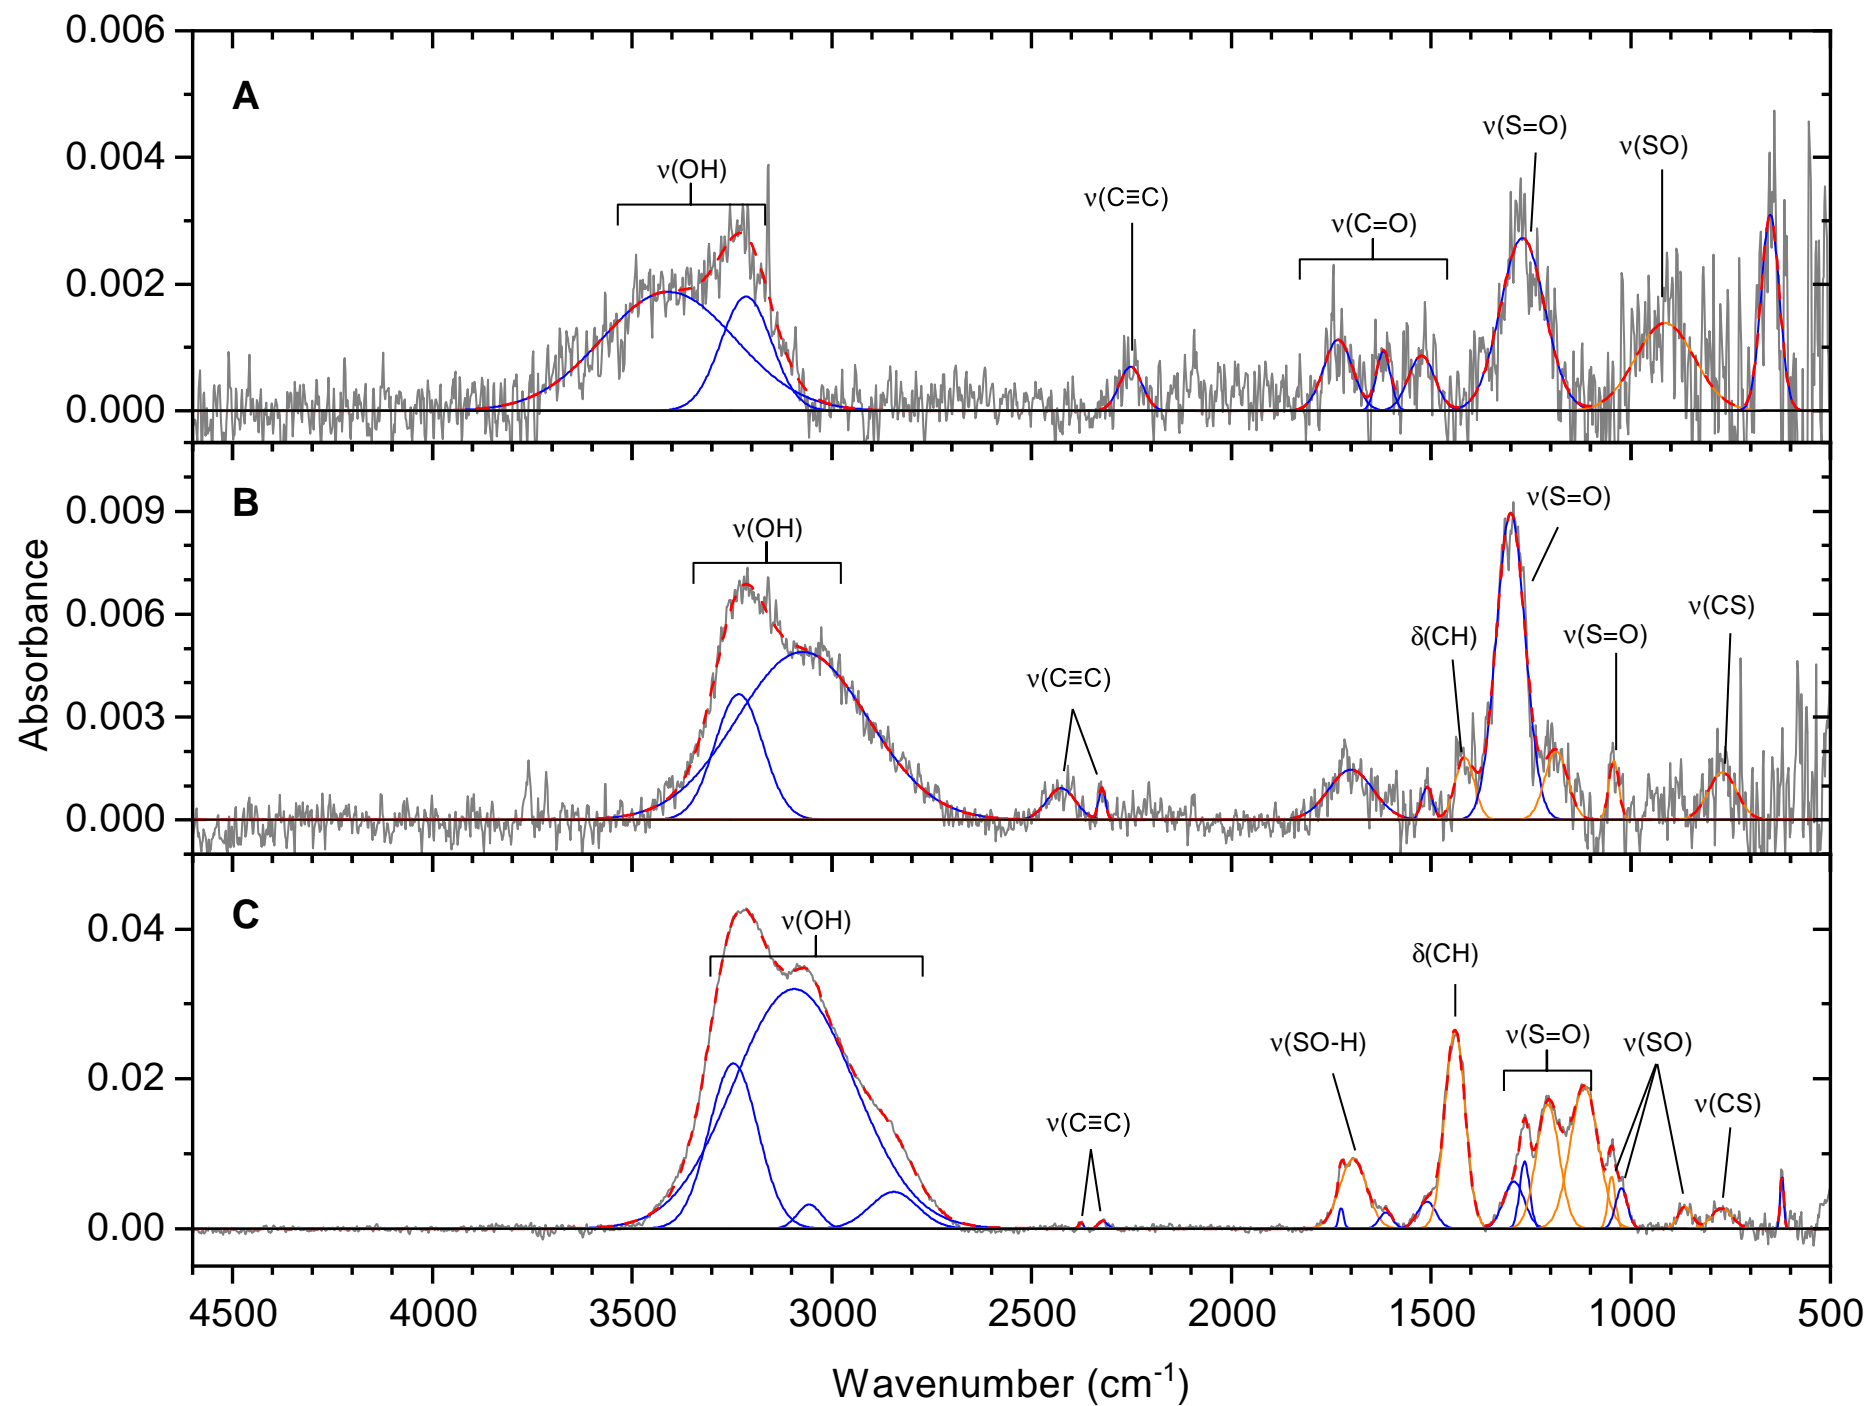 0.006
A
ν(S=O)
ν(SO)
0.004
ν(OH)
ν(C≡C)
ν(C=O)
0.002
0.000
B
ν(S=O)
0.009
ν(OH)
ν(CS)
0.006
δ(CH)
ν(S=O)
ν(C≡C)
0.003
0.000
Absorbance
C
ν(OH)
0.04
δ(CH)
ν(SO-H)
ν(S=O)
ν(SO)
0.02
ν(C≡C)
ν(CS)
0.00
4500 4000 3500 3000 2500 2000 1500 1000 500
Wavenumber (cm⁻¹)